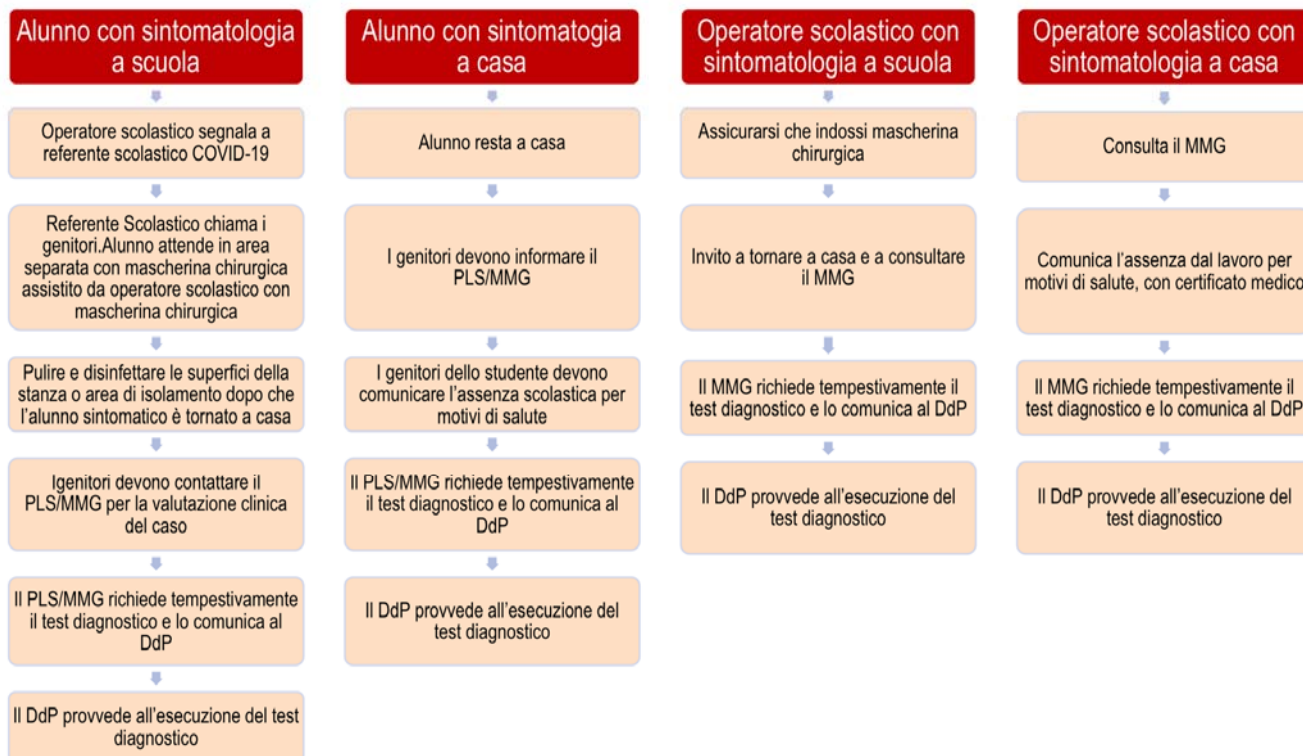 Alunno con sintomatologia
a scuola
Operatore scolastico segnala a
referente scolastico COVID-19
Referente Scolastico chiama i
genitori.Alunno attende in area
separata con mascherina chirurgica
assistito da operatore scolastico con
mascherina chirurgica
Pulire e disinfettare le superfici della
stanza o area di isolamento dopo che
l'alunno sintomatico è tornato a casa
Igenitori devono contattare il
PLS/MMG per la valutazione clinica
del caso
Il PLS/MMG richiede tempestivamente
il test diagnostico e lo comunica al
DdP
Il DdP provvede all'esecuzione del test
diagnostico
Alunno con sintomatogia
a casa
Alunno resta a casa
I genitori devono informare il
PLS/MMG
I genitori dello studente devono
comunicare l'assenza scolastica per
motivi di salute
Il PLS/MMG richiede tempestivamente
il test diagnostico e lo comunica al
DdP
Il DdP provvede all'esecuzione del
test diagnostico
Operatore scolastico con
sintomatologia a scuola
Assicurarsi che indossi mascherina
chirurgica
Invito a tornare a casa e a consultare
il MMG
Il MMG richiede tempestivamente il
test diagnostico e lo comunica al DdP
Il DdP provvede all'esecuzione del
test diagnostico
Operatore scolastico con
sintomatologia a casa
Consulta il MMG
Comunica l'assenza dal lavoro per
motivi di salute, con certificato medico
Il MMG richiede tempestivamente il
test diagnostico e lo comunica al DdP
Il DdP provvede all'esecuzione del
test diagnostico